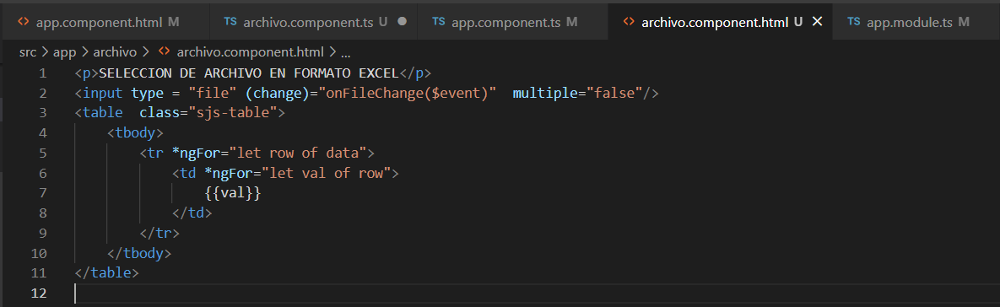 <> app.component.html M TS archivo.component.ts U ● TS app.component.ts M <> archivo.component.html U × TS app.module.ts M
src > app > archivo > <> archivo.component.html > ...
1 <p>SELECCION DE ARCHIVO EN FORMATO EXCEL</p>
2 <input type = "file" (change)="onFileChange($event)"  multiple="false"/>
3 <table  class="sjs-table">
4     <tbody>
5         <tr *ngFor="let row of data">
6             <td *ngFor="let val of row">
7                 {{val}}
8             </td>
9         </tr>
10     </tbody>
11 </table>
12